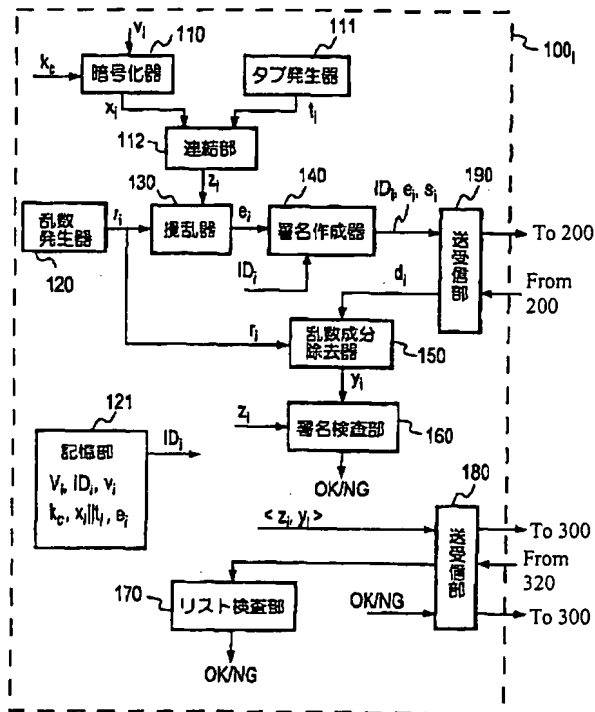 110
111
100i
vi
kc
暗号化器
タブ発生器
xi
ti
112
連結部
zi
130
140
190
乱数
発生器
120
ri
撹乱器
ei
署名作成器
IDi, ei, si
送受信部
To 200
From
200
IDi
di
ri
乱数成分
除去器
150
yi
121
記憶部
Vi, IDi, vi
kc, xi||ti, ei
IDi
zi
署名検査部
160
OK/NG
180
< zi, yi >
送受信部
To 300
From
320
170
リスト検査部
OK/NG
To 300
OK/NG